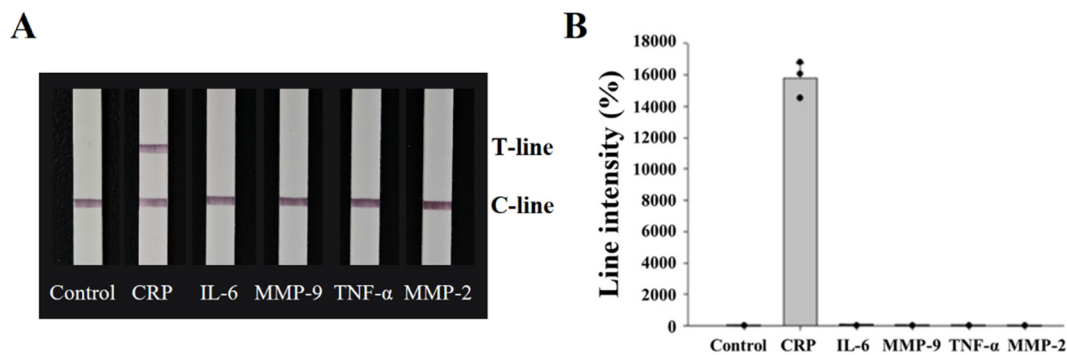 A
T-line
C-line
Control CRP IL-6 MMP-9 TNF-α MMP-2
B
Line intensity (%)
18000
16000
14000
12000
10000
8000
6000
4000
2000
0
Control CRP IL-6 MMP-9 TNF-α MMP-2